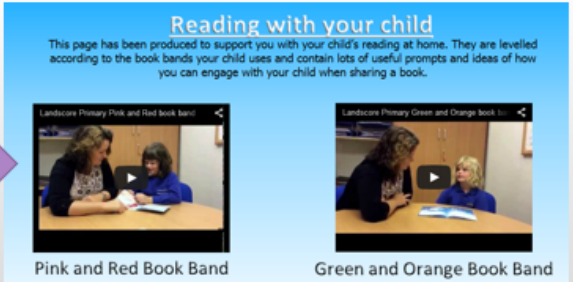 Reading with your child
This page has been produced to support you with your child's reading at home. They are levelled
according to the book bands your child uses and contain lots of useful prompts and ideas of how
you can engage with your child when sharing a book.
Landscore Primary Pink and Red book band
Landscore Primary Green and Orange book
Pink and Red Book Band
Green and Orange Book Band